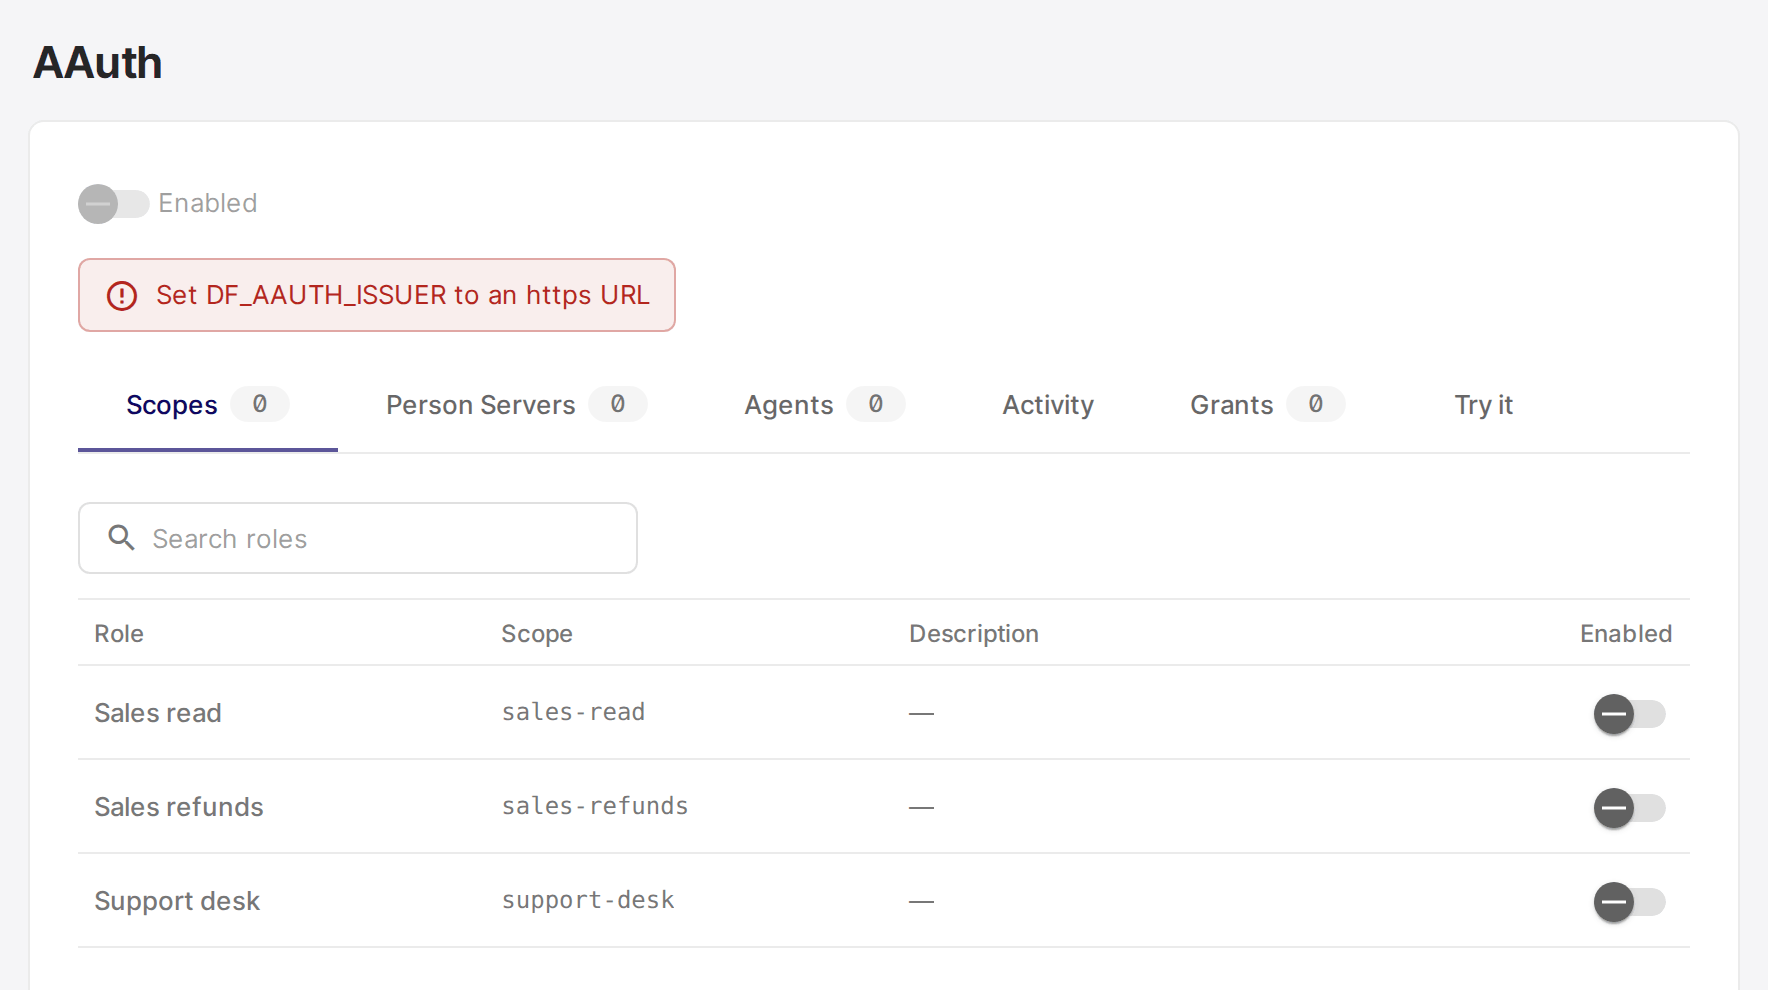 AAuth
Enabled
Set DF_AAUTH_ISSUER to an https URL
Scopes 0 Person Servers 0 Agents 0 Activity Grants 0 Try it
Search roles
Role Scope Description Enabled
Sales read sales-read —
Sales refunds sales-refunds —
Support desk support-desk —